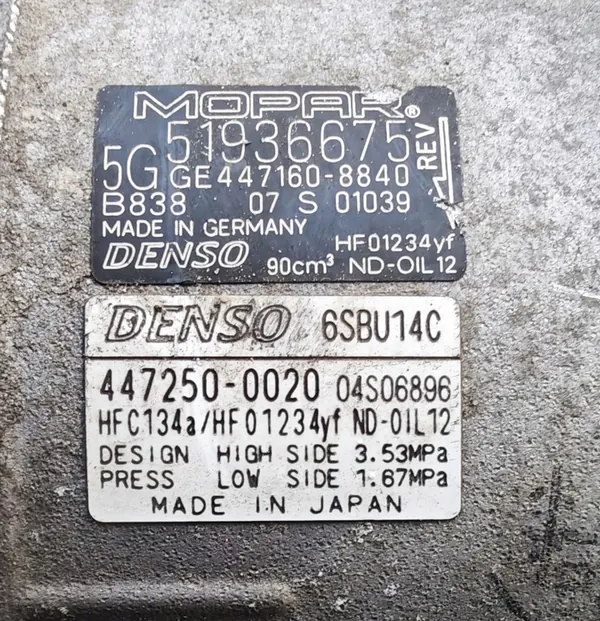 MOPAR®
51936675
REV
5G
GE447160-8840
B838 07 S 01039
MADE IN GERMANY
DENSO
HF01234yf
90cm³ ND-OIL12
DENSO 6SBU14C
447250-0020 04S06896
HFC134a/HF01234yf ND-OIL12
DESIGN HIGH SIDE 3.53MPa
PRESS LOW SIDE 1.67MPa
MADE IN JAPAN